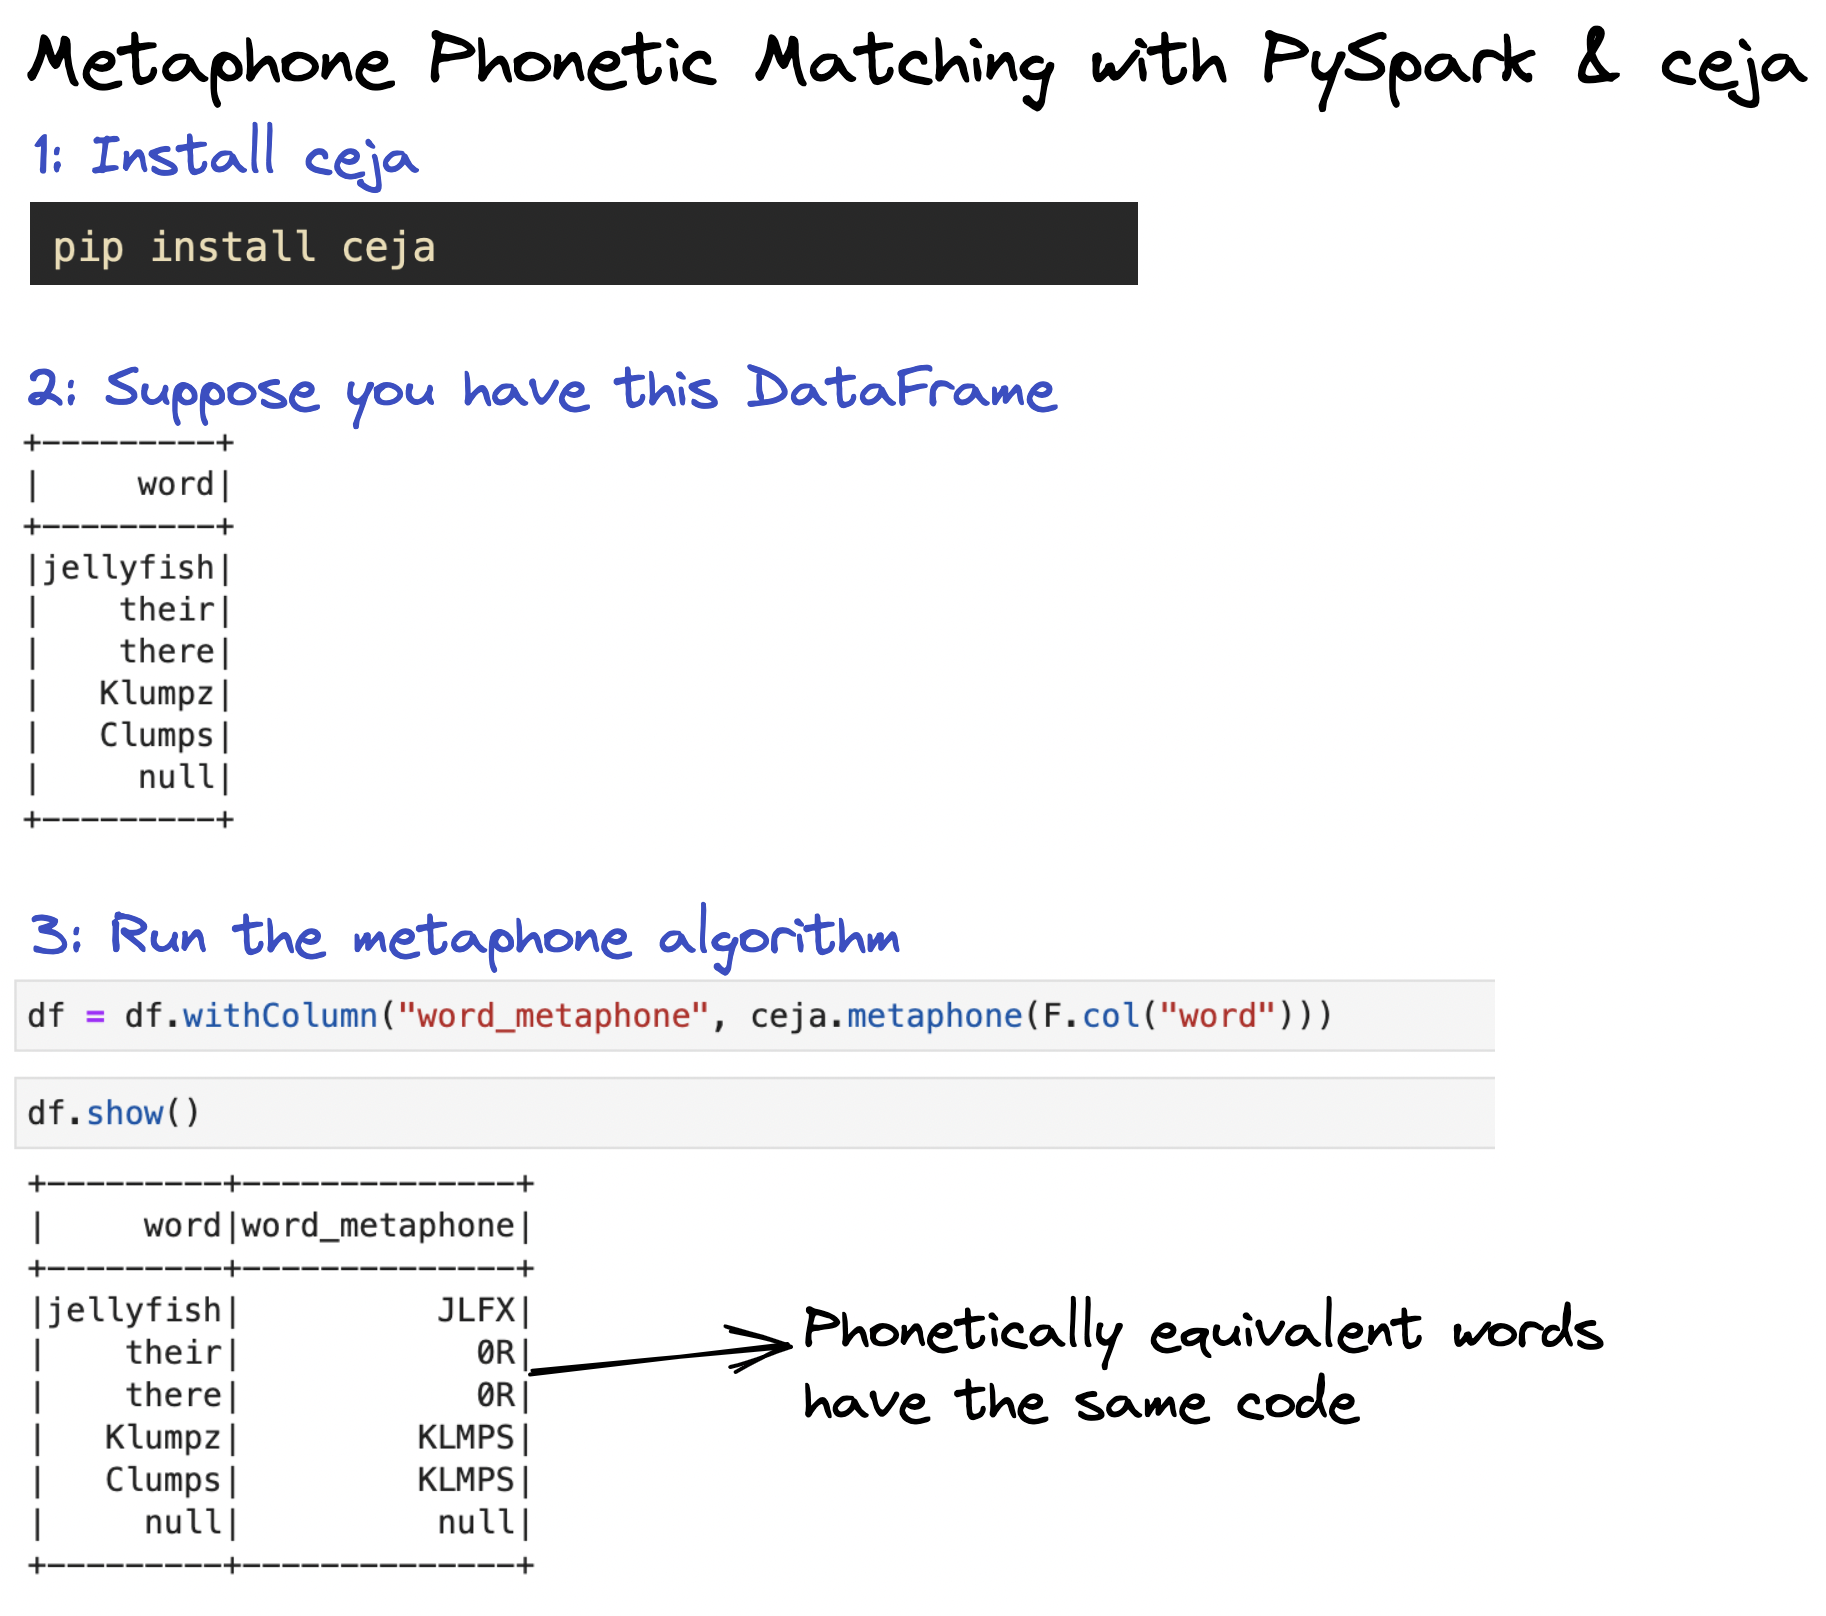 Metaphone Phonetic Matching with PySpark & ceja
1: Install ceja
pip install ceja
2: Suppose you have this DataFrame
+---------+
|     word|
+---------+
|jellyfish|
|    their|
|    there|
|   Klumpz|
|   Clumps|
|     null|
+---------+
3: Run the metaphone algorithm
df = df.withColumn("word_metaphone", ceja.metaphone(F.col("word")))
df.show()
+---------+--------------+
|     word|word_metaphone|
+---------+--------------+
|jellyfish|          JLFX|
|    their|            0R|
|    there|            0R|
|   Klumpz|         KLMPS|
|   Clumps|         KLMPS|
|     null|          null|
+---------+--------------+
Phonetically equivalent words
have the same code